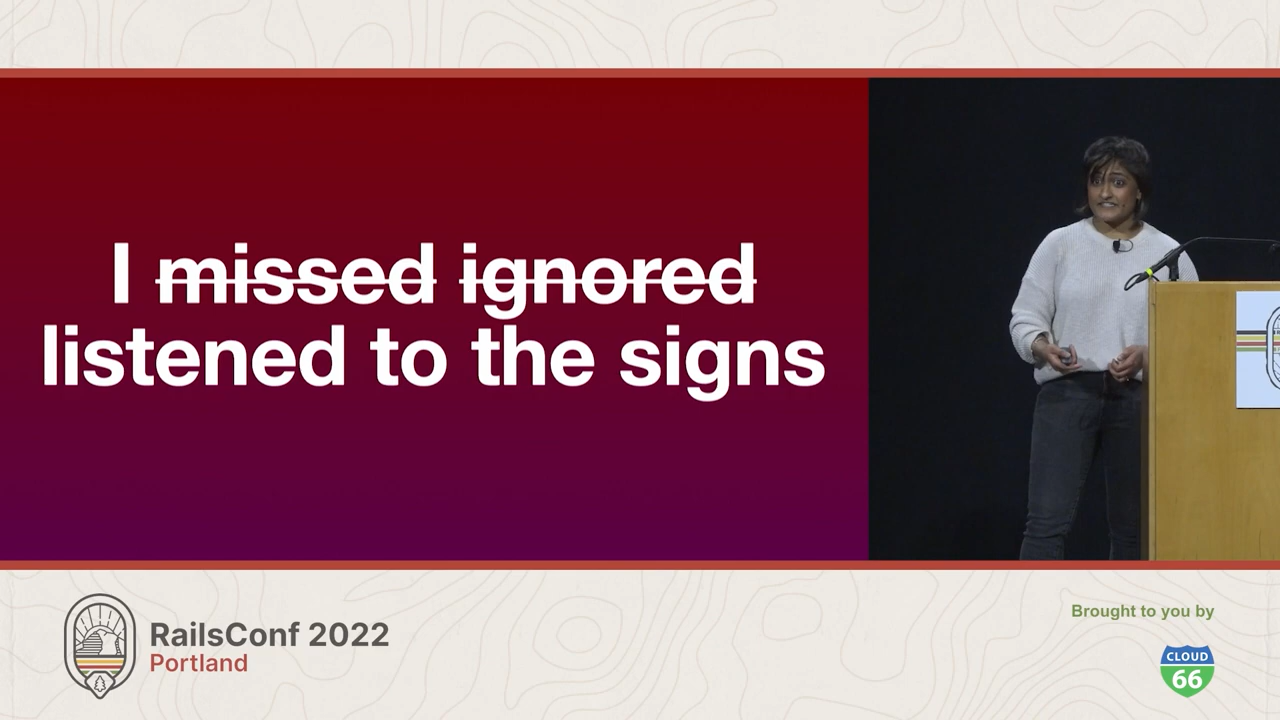 I missed ignored
listened to the signs
RailsConf 2022
Portland
Brought to you by
CLOUD
66